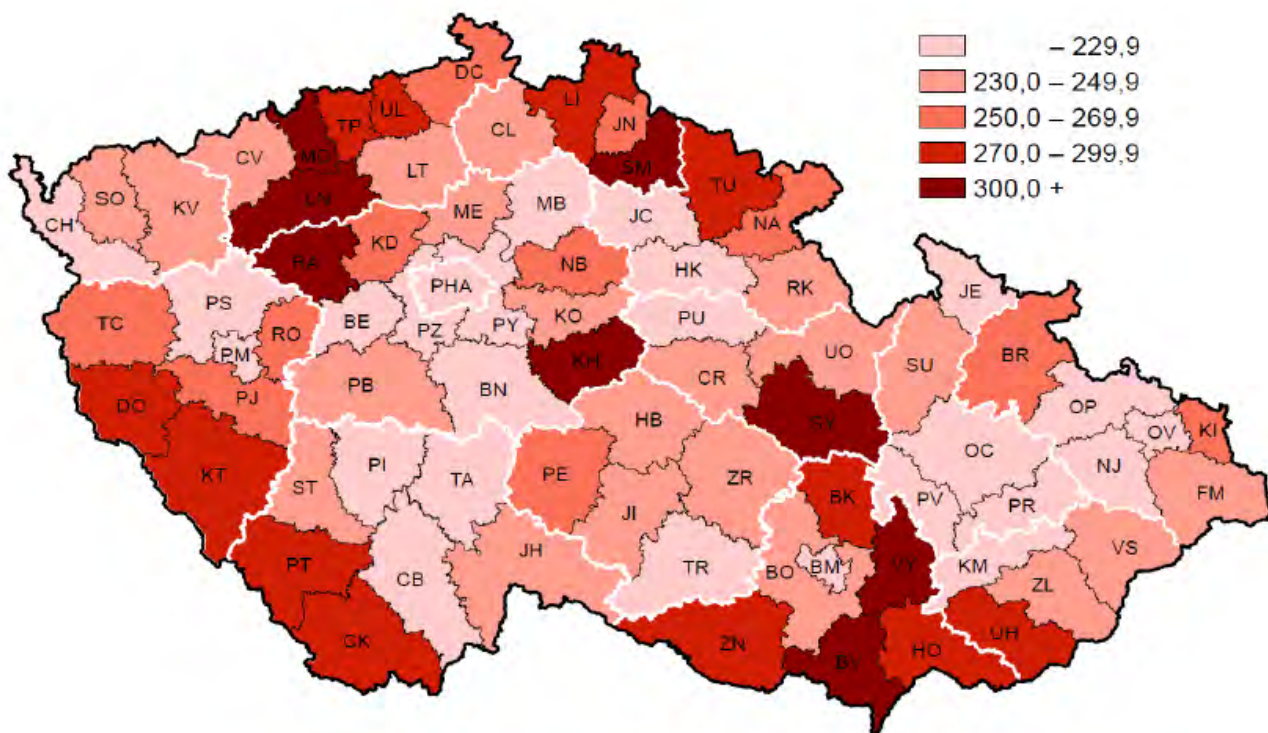 – 229,9
230,0 – 249,9
250,0 – 269,9
270,0 – 299,9
300,0 +
DC
LI
UL
TP
JN
CL
CV
MO
LT
SM
TU
SO
LN
CH
KV
ME
MB
JC
NA
KD
RA
NB
HK
PHA
RK
JE
PS
TC
RO
BE
PZ
PY
KO
PU
PM
UO
SU
BR
KH
PB
BN
CR
PJ
DO
OP
SY
OV
KI
HB
KT
PI
TA
PE
ZR
OC
NJ
ST
BK
PV
PR
FM
JI
JH
VS
PT
CB
TR
BO
BM
VY
KM
ZL
CK
ZN
BV
HO
UH